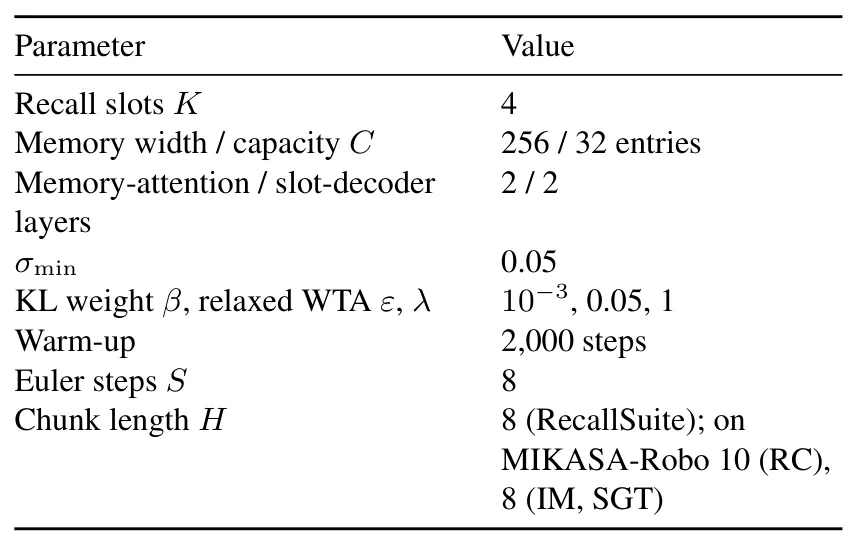 Parameter Value
Recall slots K 4
Memory width / capacity C 256 / 32 entries
Memory-attention / slot-decoder 2 / 2
layers
σmin 0.05
KL weight β, relaxed WTA ε, λ 10⁻³, 0.05, 1
Warm-up 2,000 steps
Euler steps S 8
Chunk length H 8 (RecallSuite); on
MIKASA-Robo 10 (RC),
8 (IM, SGT)